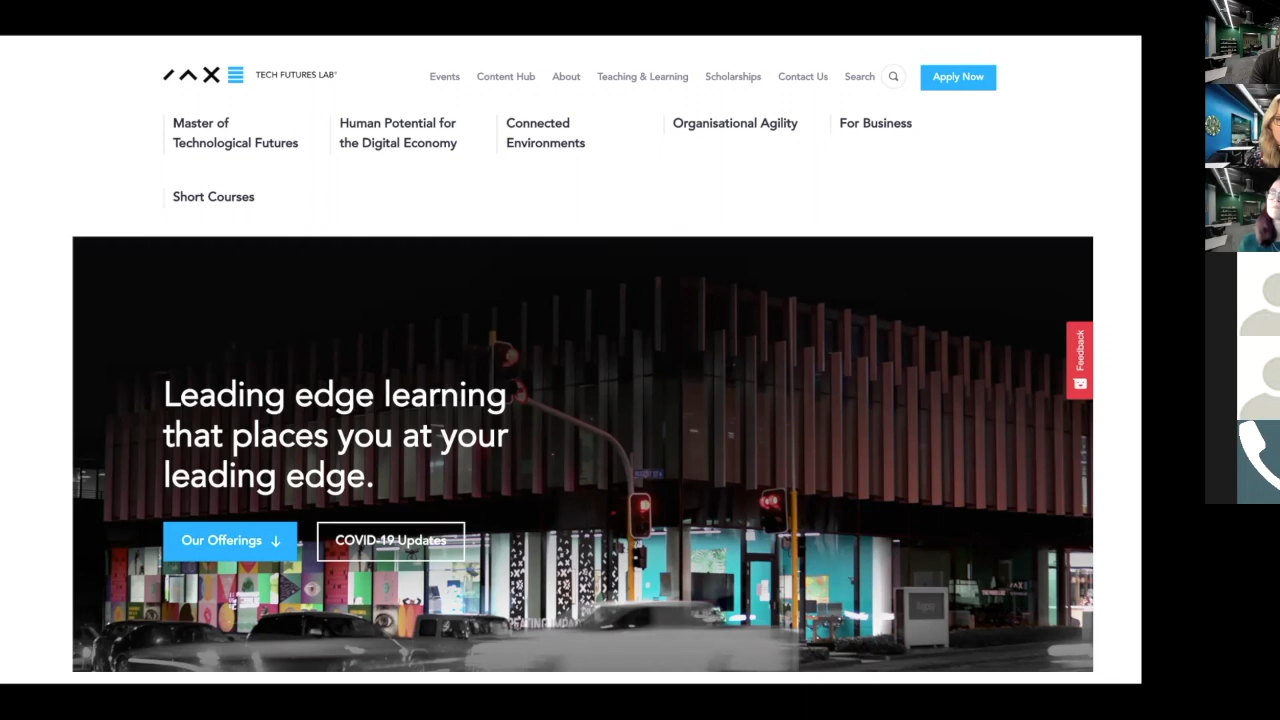 TECH FUTURES LAB
Events
Content Hub
About
Teaching & Learning
Scholarships
Contact Us
Search
Apply Now
Master of
Technological Futures
Human Potential for
the Digital Economy
Connected
Environments
Organisational Agility
For Business
Short Courses
Leading edge learning
that places you at your
leading edge.
Our Offerings ↓
COVID-19 Updates
Feedback